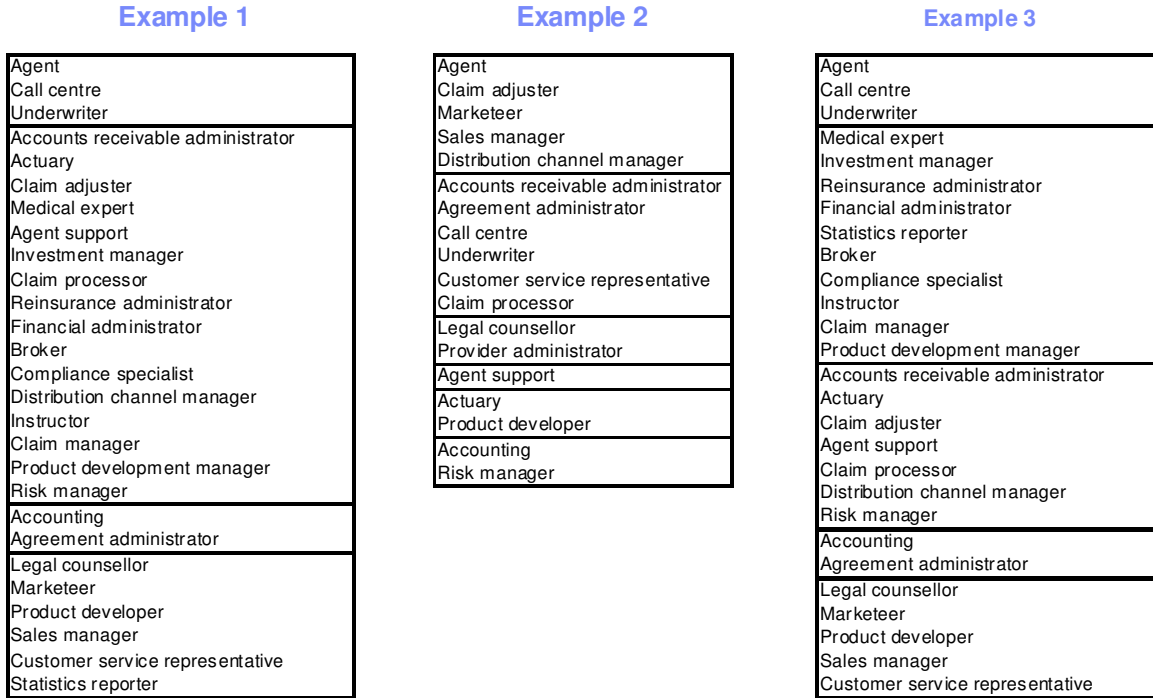 Example 1
Agent
Call centre
Underwriter
Accounts receivable administrator
Actuary
Claim adjuster
Medical expert
Agent support
Investment manager
Claim processor
Reinsurance administrator
Financial administrator
Broker
Compliance specialist
Distribution channel manager
Instructor
Claim manager
Product development manager
Risk manager
Accounting
Agreement administrator
Legal counsellor
Marketeer
Product developer
Sales manager
Customer service representative
Statistics reporter
Example 2
Agent
Claim adjuster
Marketeer
Sales manager
Distribution channel manager
Accounts receivable administrator
Agreement administrator
Call centre
Underwriter
Customer service representative
Claim processor
Legal counsellor
Provider administrator
Agent support
Actuary
Product developer
Accounting
Risk manager
Example 3
Agent
Call centre
Underwriter
Medical expert
Investment manager
Reinsurance administrator
Financial administrator
Statistics reporter
Broker
Compliance specialist
Instructor
Claim manager
Product development manager
Accounts receivable administrator
Actuary
Claim adjuster
Agent support
Claim processor
Distribution channel manager
Risk manager
Accounting
Agreement administrator
Legal counsellor
Marketeer
Product developer
Sales manager
Customer service representative